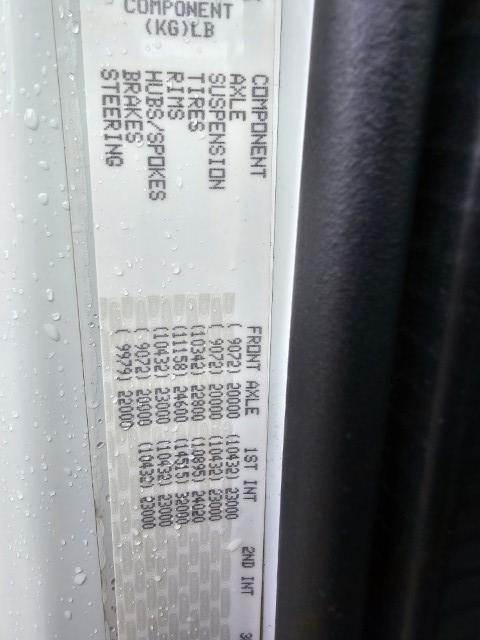 COMPONENT
(KG)LB
COMPONENT FRONT AXLE 1ST INT 2ND INT 3
AXLE ( 9072) 20000 (10432) 23000
SUSPENSION ( 9072) 20000 (10432) 23000
TIRES (10342) 22800 (10895) 24020
RIMS (11158) 24600 (14515) 32000
HUBS/SPOKES (10432) 23000 (10432) 23000
BRAKES ( 9072) 20000 (10432) 23000
STEERING ( 9979) 22000